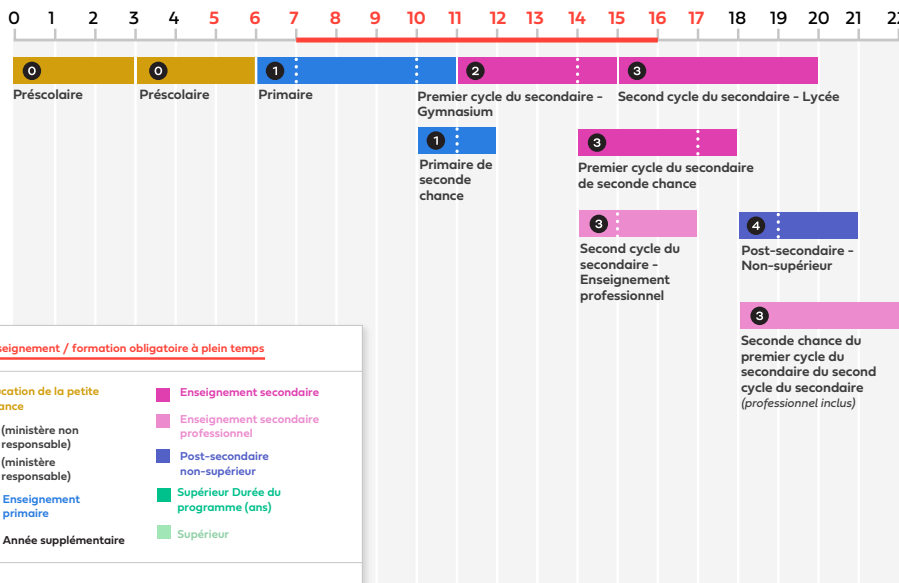 0 1 2 3 4 5 6 7 8 9 10 11 12 13 14 15 16 17 18 19 20 21
0 0 1 2 3
Préscolaire Préscolaire Primaire Premier cycle du secondaire - Second cycle du secondaire - Lycée
Gymnasium
1 3
Primaire de
seconde
chance
Premier cycle du secondaire
de seconde chance
3 4
Second cycle du
secondaire -
Enseignement
professionnel
Post-secondaire -
Non-supérieur
3
Seconde chance du
premier cycle du
secondaire du second
cycle du secondaire
(professionnel inclus)
seignement / formation obligatoire à plein temps
cation de la petite
ance
(ministère non
responsable)
(ministère
responsable)
Enseignement
primaire
Année supplémentaire
Enseignement secondaire
Enseignement secondaire
professionnel
Post-secondaire
non-supérieur
Supérieur Durée du
programme (ans)
Supérieur